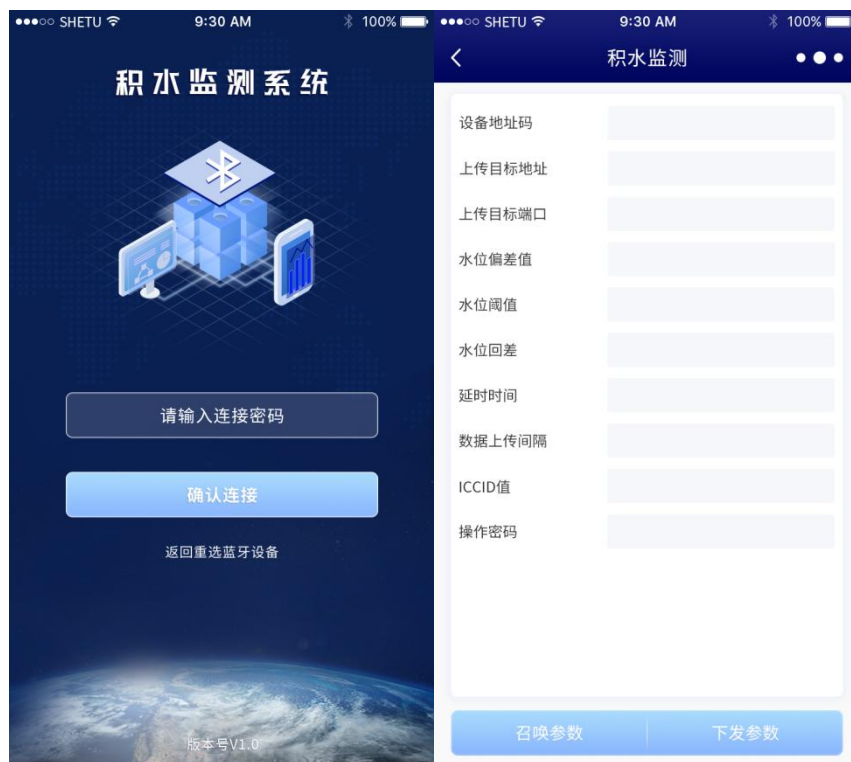 ●●●○○ SHETU 9:30 AM 100%
积水监测系统
请输入连接密码
确认连接
返回重选蓝牙设备
版本号V1.0
●●●○○ SHETU 9:30 AM 100%
积水监测
设备地址码
上传目标地址
上传目标端口
水位偏差值
水位阈值
水位回差
延时时间
数据上传间隔
ICCID值
操作密码
召唤参数 下发参数